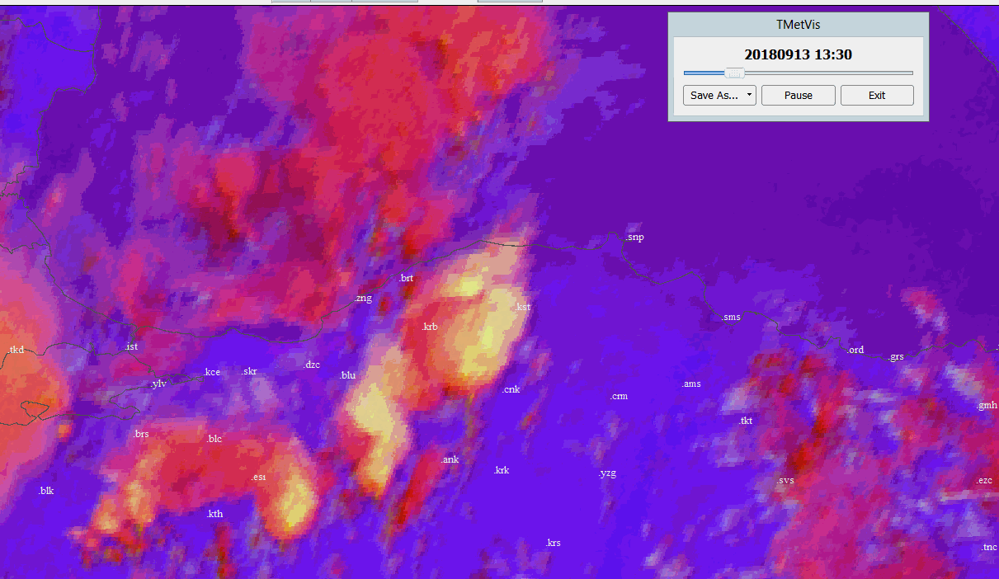 TMetVis
20180913 13:30
Save As...
Pause
Exit
.snp
.brt
.zng
.kst
.sms
.krb
.tkd
.ist
.ord
.grs
.dzc
.kce
.skr
.blu
.ylv
.cnk
.ams
.crm
.gmh
.tkt
.brs
.blc
.ank
.krk
.yzg
.esi
.svs
.ezc
.blk
.kth
.krs
.tnc